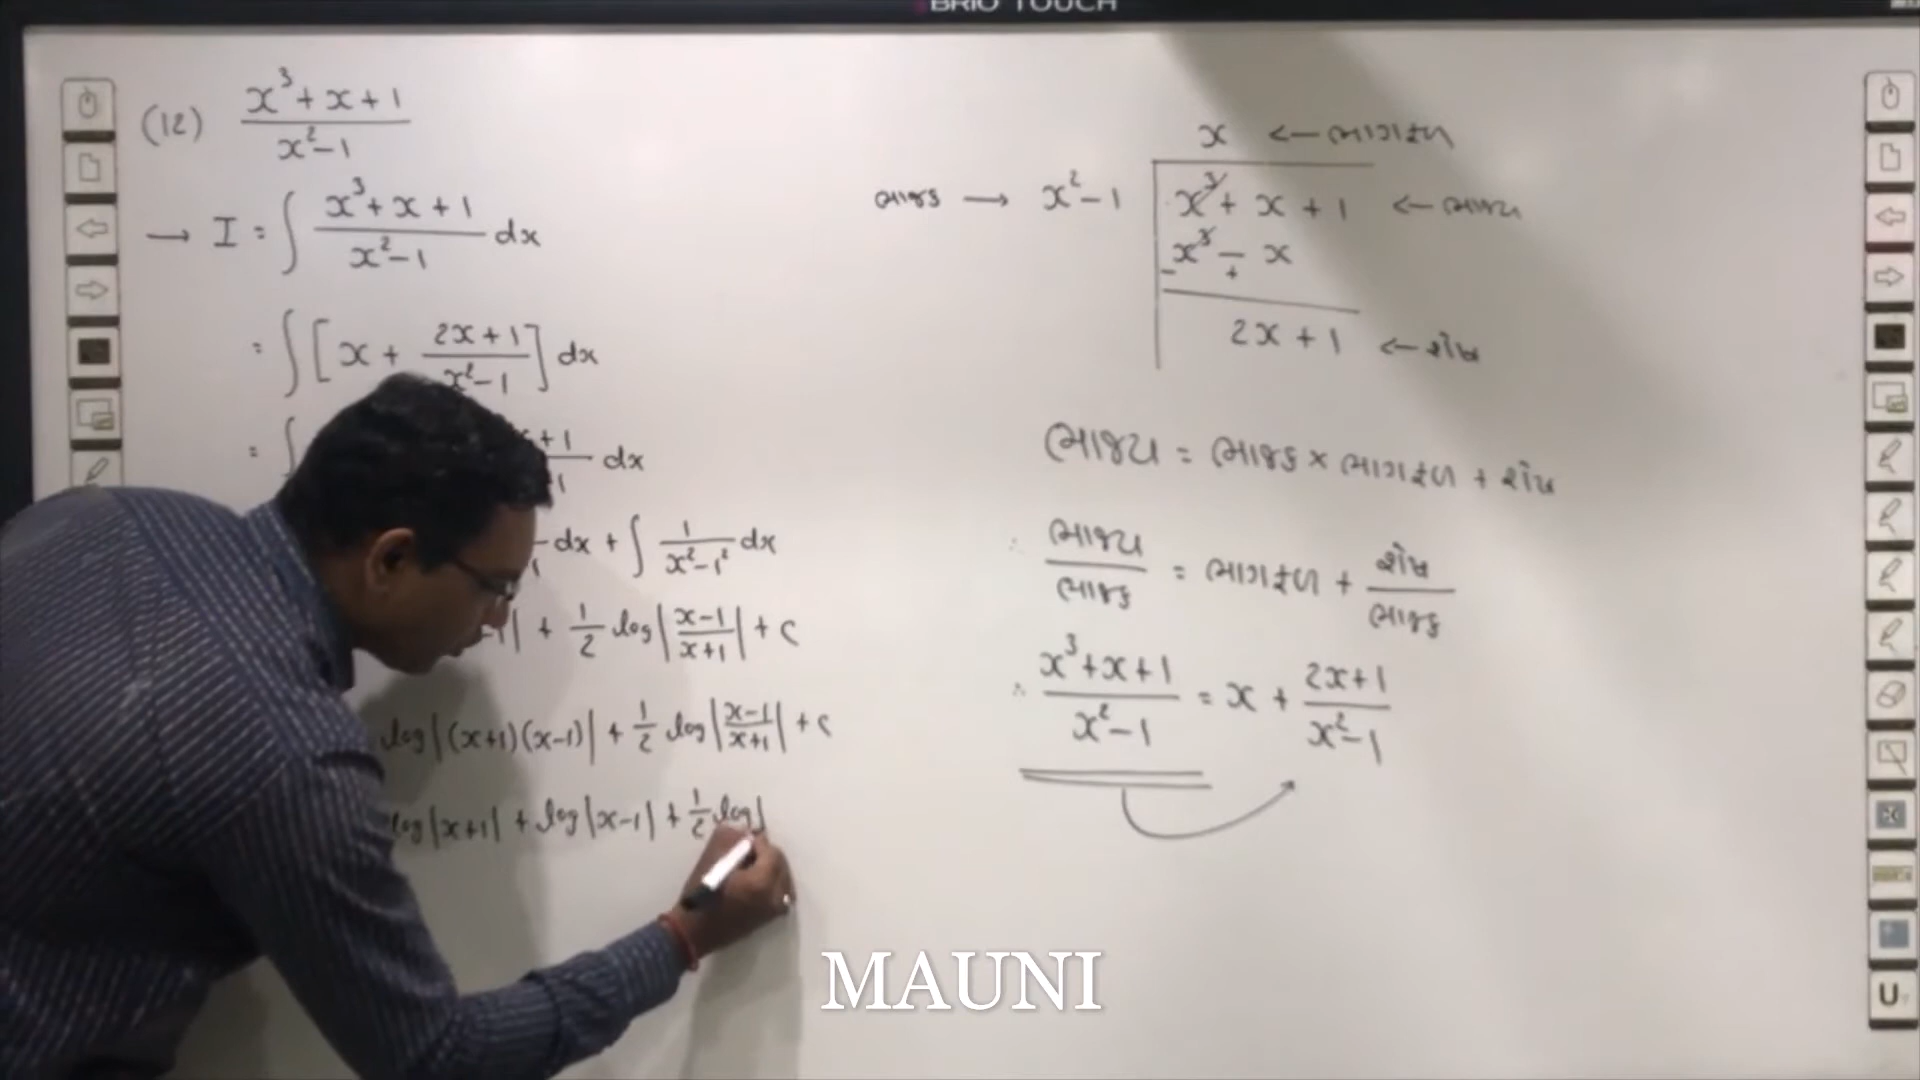 BRIO TOUCH
(12) x³ + x + 1 / x² - 1
→ I = ∫ x³ + x + 1 / x² - 1 dx
= ∫ [ x + 2x + 1 / x² - 1 ] dx
= ∫ + 1 / 1 dx
dx + ∫ 1 / x² - 1² dx
-1| + 1/2 log | x-1 / x+1 | + c
log |(x+1)(x-1)| + 1/2 log | x-1 / x+1 | + c
log |x+1| + log |x-1| + 1/2 log |
x ← ભાગફળ
ભાજક → x² - 1 | x³ + x + 1 ← ભાજ્ય
x³ - x
- +
2x + 1 ← શેષ
ભાજ્ય = ભાજક × ભાગફળ + શેષ
∴ ભાજ્ય / ભાજક = ભાગફળ + શેષ / ભાજક
∴ x³ + x + 1 / x² - 1 = x + 2x + 1 / x² - 1
MAUNI
U